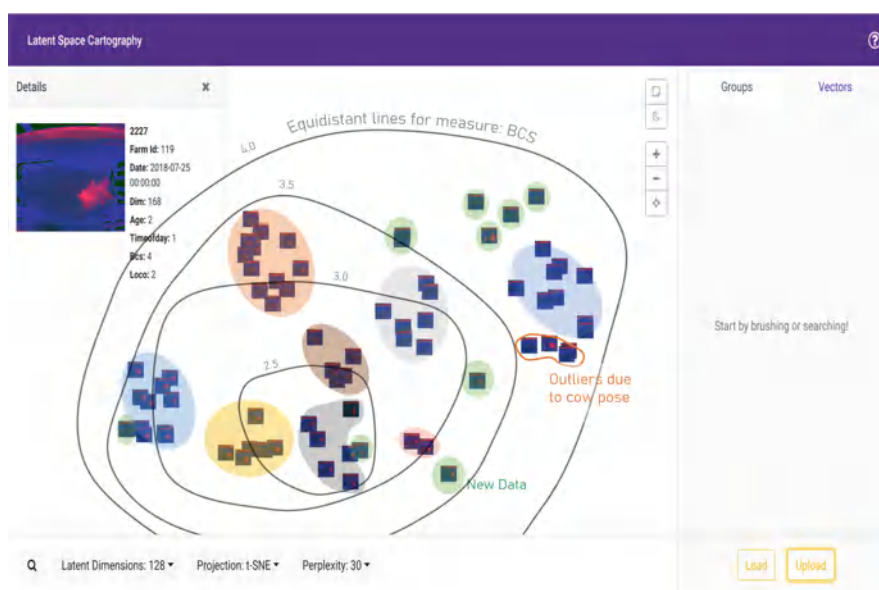 Latent Space Cartography
Details
×
2227
Farm Id: 119
Date: 2018-07-25
00:00:00
Dim: 168
Age: 2
Timeofday: 1
Bcs: 4
Loco: 2
Equidistant lines for measure: BCS
4.0
3.5
3.0
2.5
Outliers due
to cow pose
New Data
Groups
Vectors
Start by brushing or searching!
Latent Dimensions: 128
Projection: t-SNE
Perplexity: 30
Load
Upload